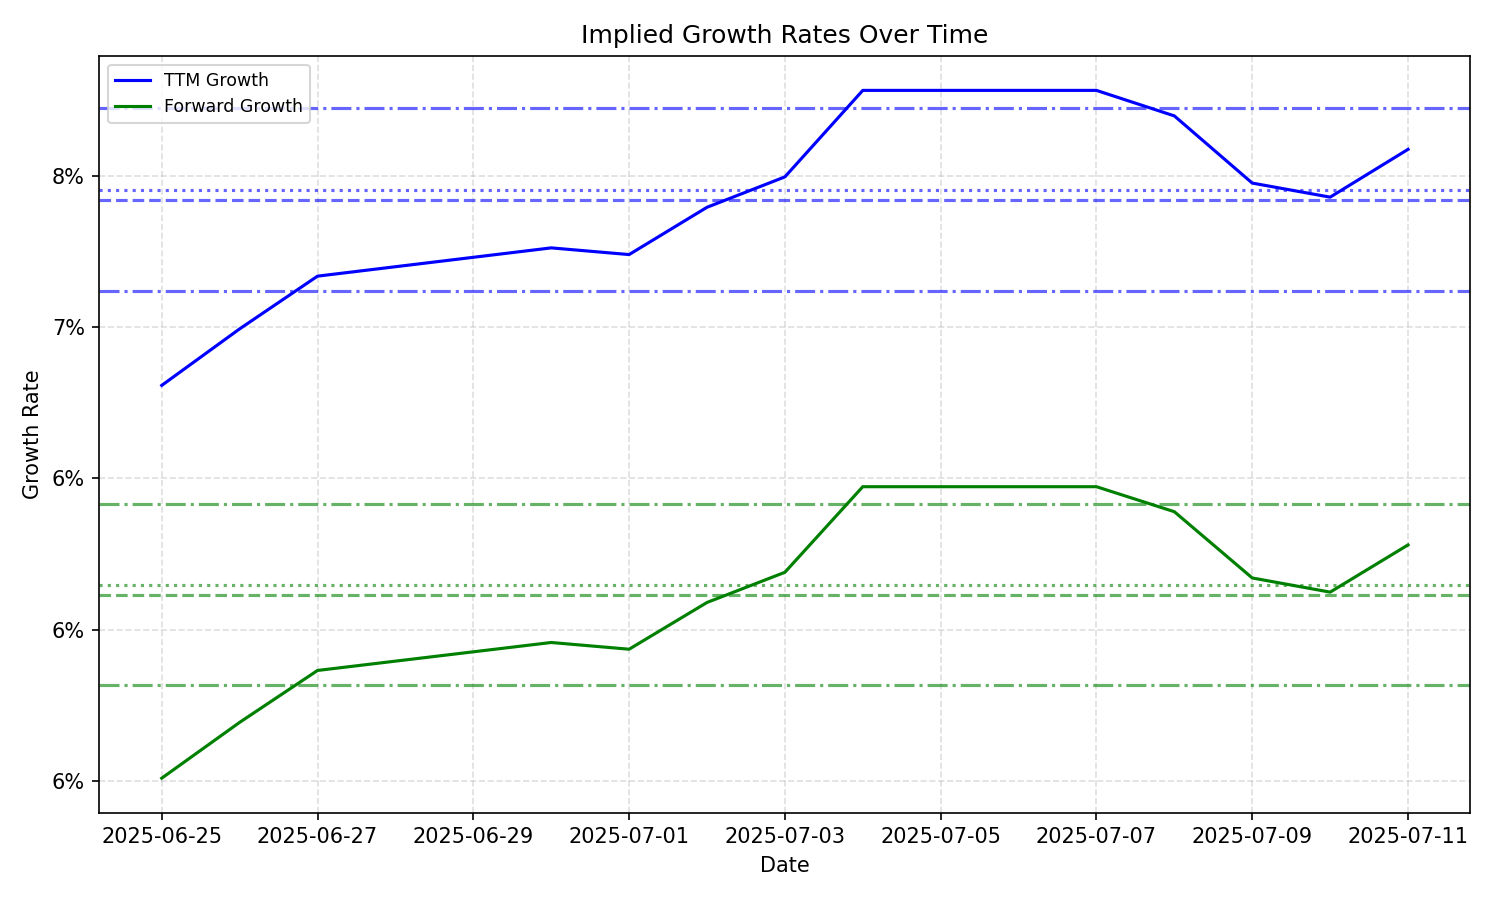 Implied Growth Rates Over Time
TTM Growth
Forward Growth
8%
7%
6%
6%
6%
Growth Rate
2025-06-25 2025-06-27 2025-06-29 2025-07-01 2025-07-03 2025-07-05 2025-07-07 2025-07-09 2025-07-11
Date